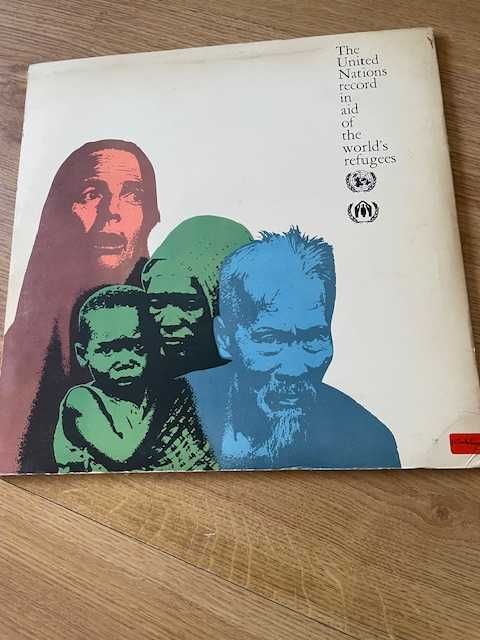 The
United
Nations
record
in
aid
of
the
world's
refugees